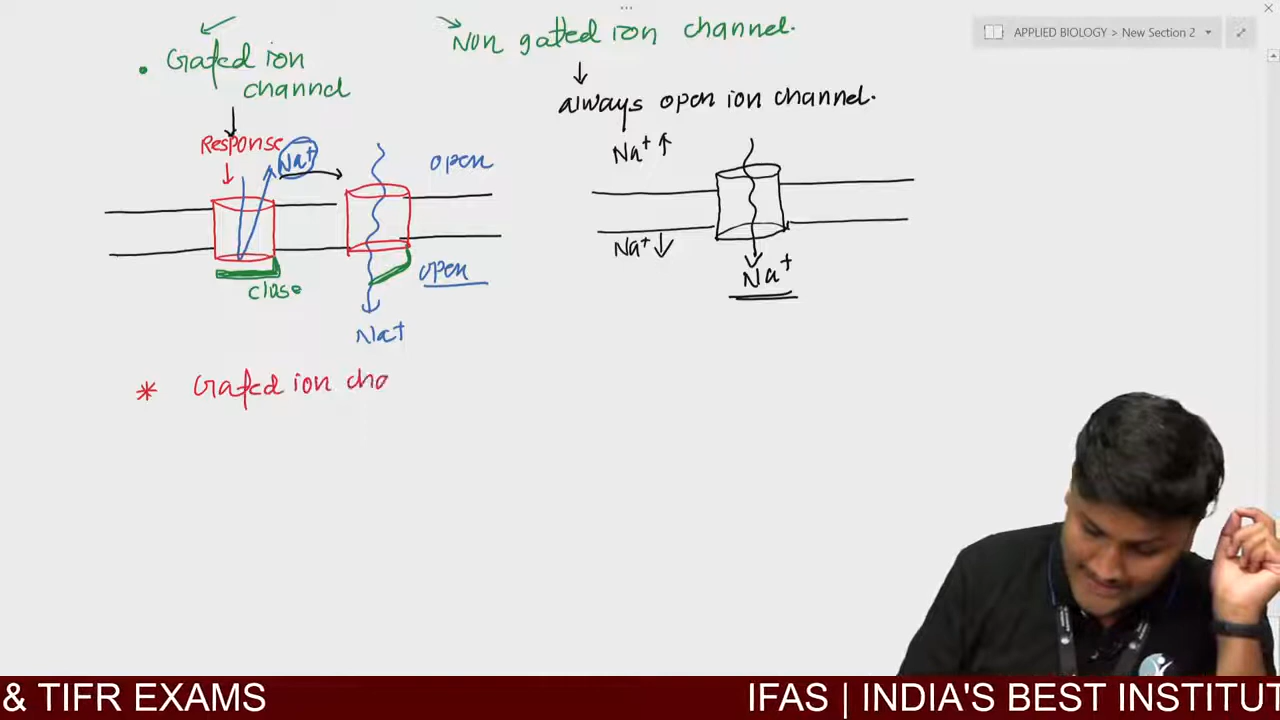 Non gatted ion channel.
• Gated ion
channel
always open ion channel.
Response
Na+
open
Na+ ↑
Na+ ↓
Na+
close
open
Na+
* Gated ion cha
APPLIED BIOLOGY > New Section 2
& TIFR EXAMS
IFAS | INDIA'S BEST INSTITUT